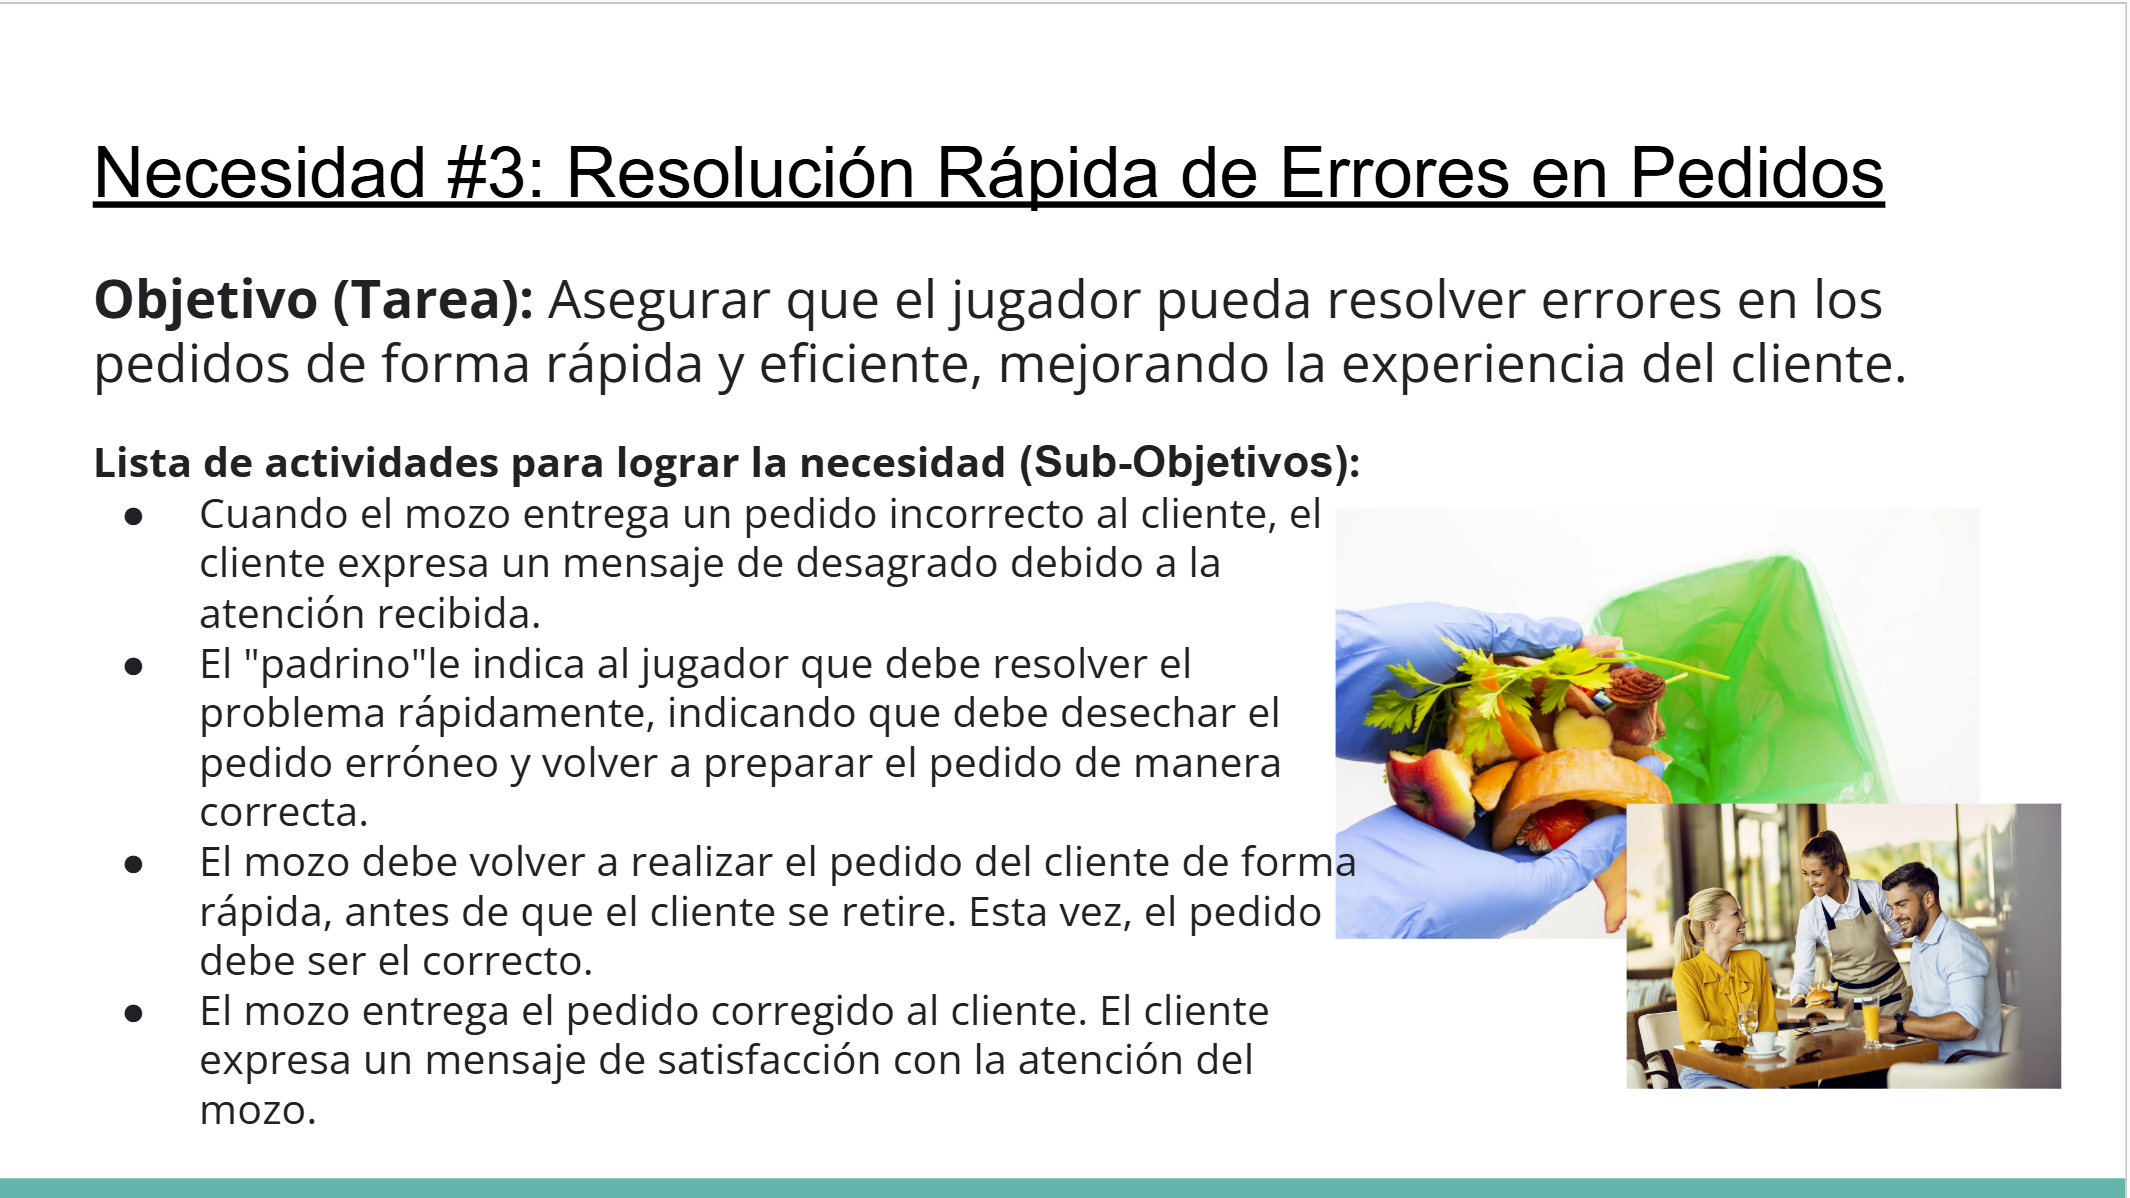 Necesidad #3: Resolución Rápida de Errores en Pedidos
Objetivo (Tarea): Asegurar que el jugador pueda resolver errores en los
pedidos de forma rápida y eficiente, mejorando la experiencia del cliente.
Lista de actividades para lograr la necesidad (Sub-Objetivos):
● Cuando el mozo entrega un pedido incorrecto al cliente, el
cliente expresa un mensaje de desagrado debido a la
atención recibida.
● El "padrino"le indica al jugador que debe resolver el
problema rápidamente, indicando que debe desechar el
pedido erróneo y volver a preparar el pedido de manera
correcta.
● El mozo debe volver a realizar el pedido del cliente de forma
rápida, antes de que el cliente se retire. Esta vez, el pedido
debe ser el correcto.
● El mozo entrega el pedido corregido al cliente. El cliente
expresa un mensaje de satisfacción con la atención del
mozo.